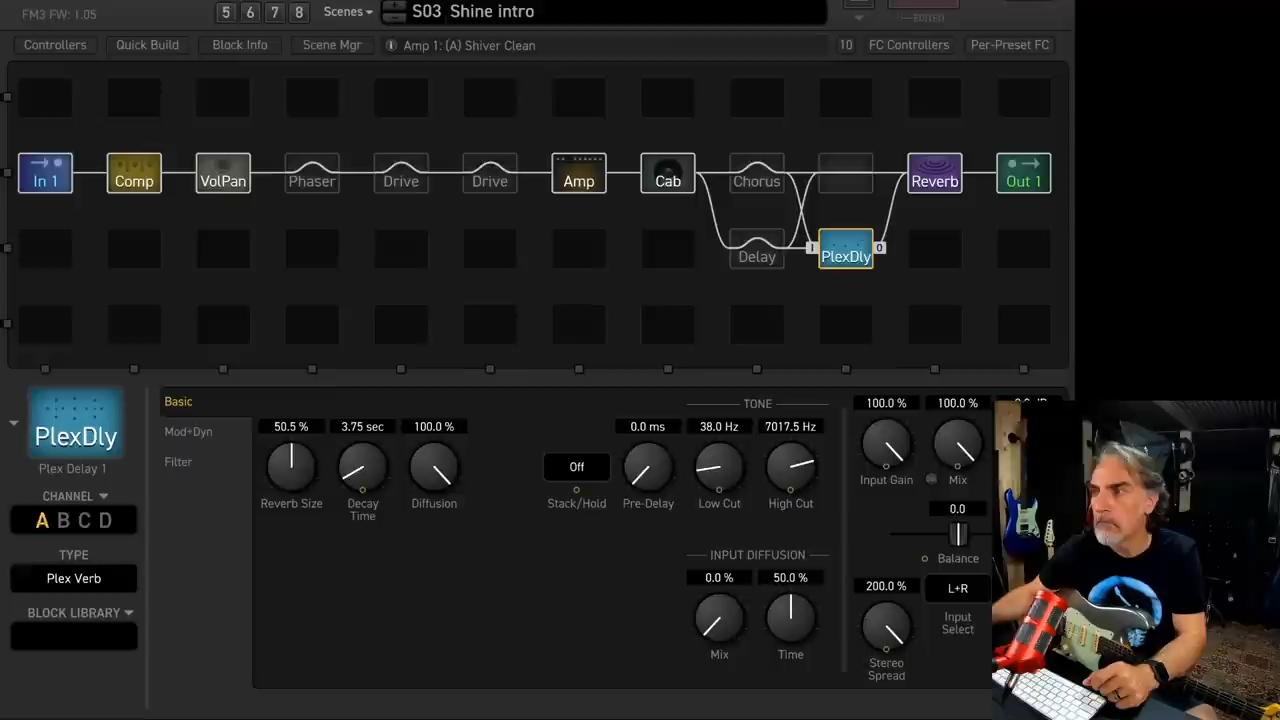 FM3 FW: 1.05
5 6 7 8
Scenes
S03 Shine intro
EDITED
Controllers
Quick Build
Block Info
Scene Mgr
Amp 1: (A) Shiver Clean
10
FC Controllers
Per-Preset FC
In 1
Comp
VolPan
Phaser
Drive
Drive
Amp
Cab
Chorus
Reverb
Out 1
Delay
I
PlexDly
O
PlexDly
Plex Delay 1
CHANNEL
A B C D
TYPE
Plex Verb
BLOCK LIBRARY
Basic
Mod+Dyn
Filter
50.5 %
3.75 sec
100.0 %
Reverb Size
Decay
Time
Diffusion
Off
Stack/Hold
TONE
0.0 ms
38.0 Hz
7017.5 Hz
Pre-Delay
Low Cut
High Cut
INPUT DIFFUSION
0.0 %
50.0 %
Mix
Time
100.0 %
100.0 %
Input Gain
Mix
0.0
Balance
200.0 %
L+R
Stereo
Spread
Input
Select